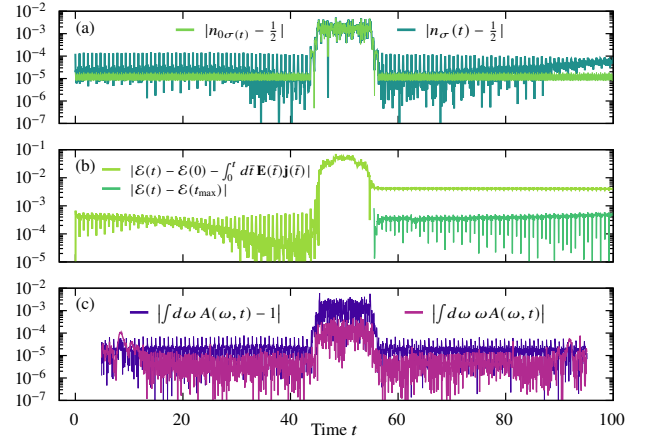 10⁻²
10⁻³
10⁻⁴
10⁻⁵
10⁻⁶
10⁻⁷
(a)
|n₀σ(t) − ½|
|nσ(t) − ½|
10⁻¹
10⁻²
10⁻³
10⁻⁴
10⁻⁵
(b)
|ℰ(t) − ℰ(0) − ∫₀ᵗ dt̄ E(t̄)j(t̄)|
|ℰ(t) − ℰ(tmax)|
10⁻²
10⁻³
10⁻⁴
10⁻⁵
10⁻⁶
10⁻⁷
(c)
|∫ dω A(ω, t) − 1|
|∫ dω ωA(ω, t)|
0 20 40 60 80 100
Time t